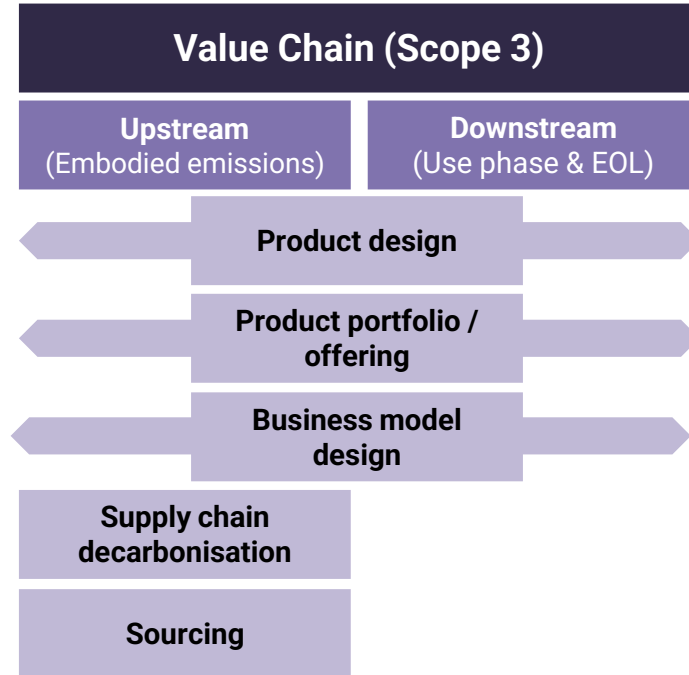 Value Chain (Scope 3)
Upstream
(Embodied emissions)
Downstream
(Use phase & EOL)
Product design
Product portfolio /
offering
Business model
design
Supply chain
decarbonisation
Sourcing